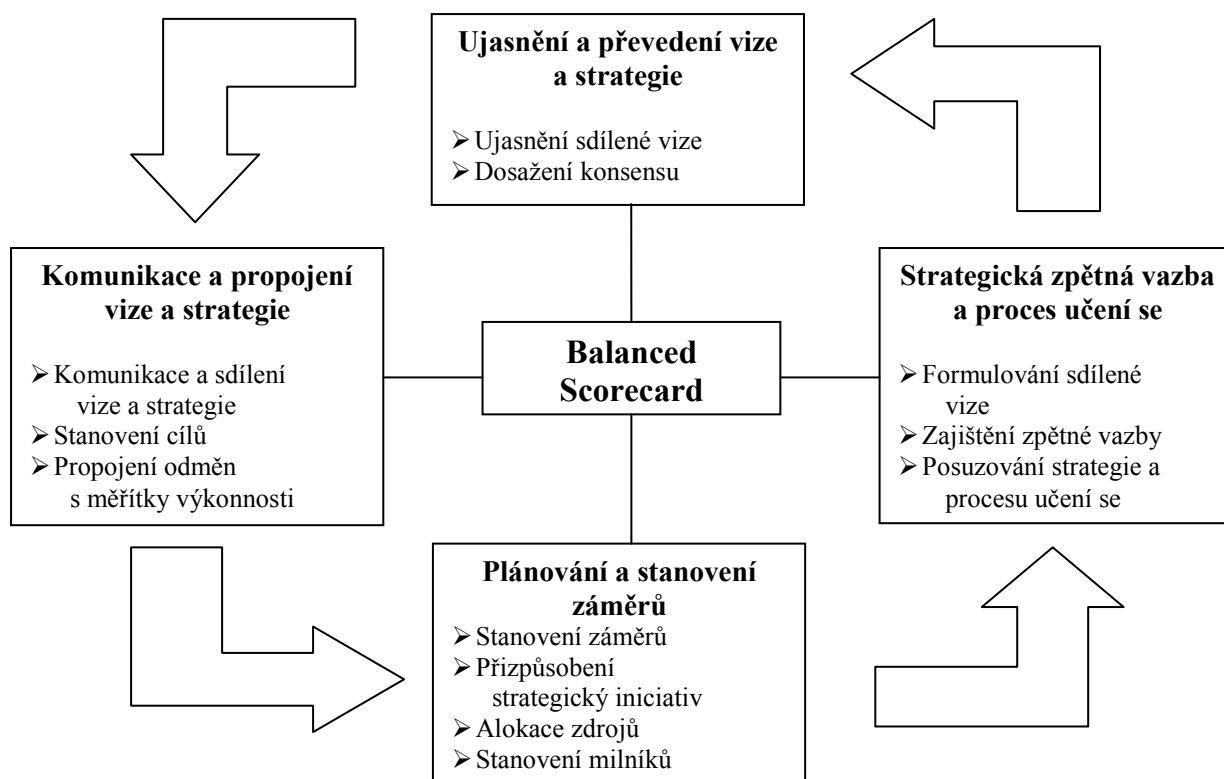 Ujasnění a převedení vize
a strategie
➢ Ujasnění sdílené vize
➢ Dosažení konsensu
Komunikace a propojení
vize a strategie
➢ Komunikace a sdílení
vize a strategie
➢ Stanovení cílů
➢ Propojení odměn
s měřítky výkonnosti
Balanced
Scorecard
Strategická zpětná vazba
a proces učení se
➢ Formulování sdílené
vize
➢ Zajištění zpětné vazby
➢ Posuzování strategie a
procesu učení se
Plánování a stanovení
záměrů
➢ Stanovení záměrů
➢ Přizpůsobení
strategický iniciativ
➢ Alokace zdrojů
➢ Stanovení milníků